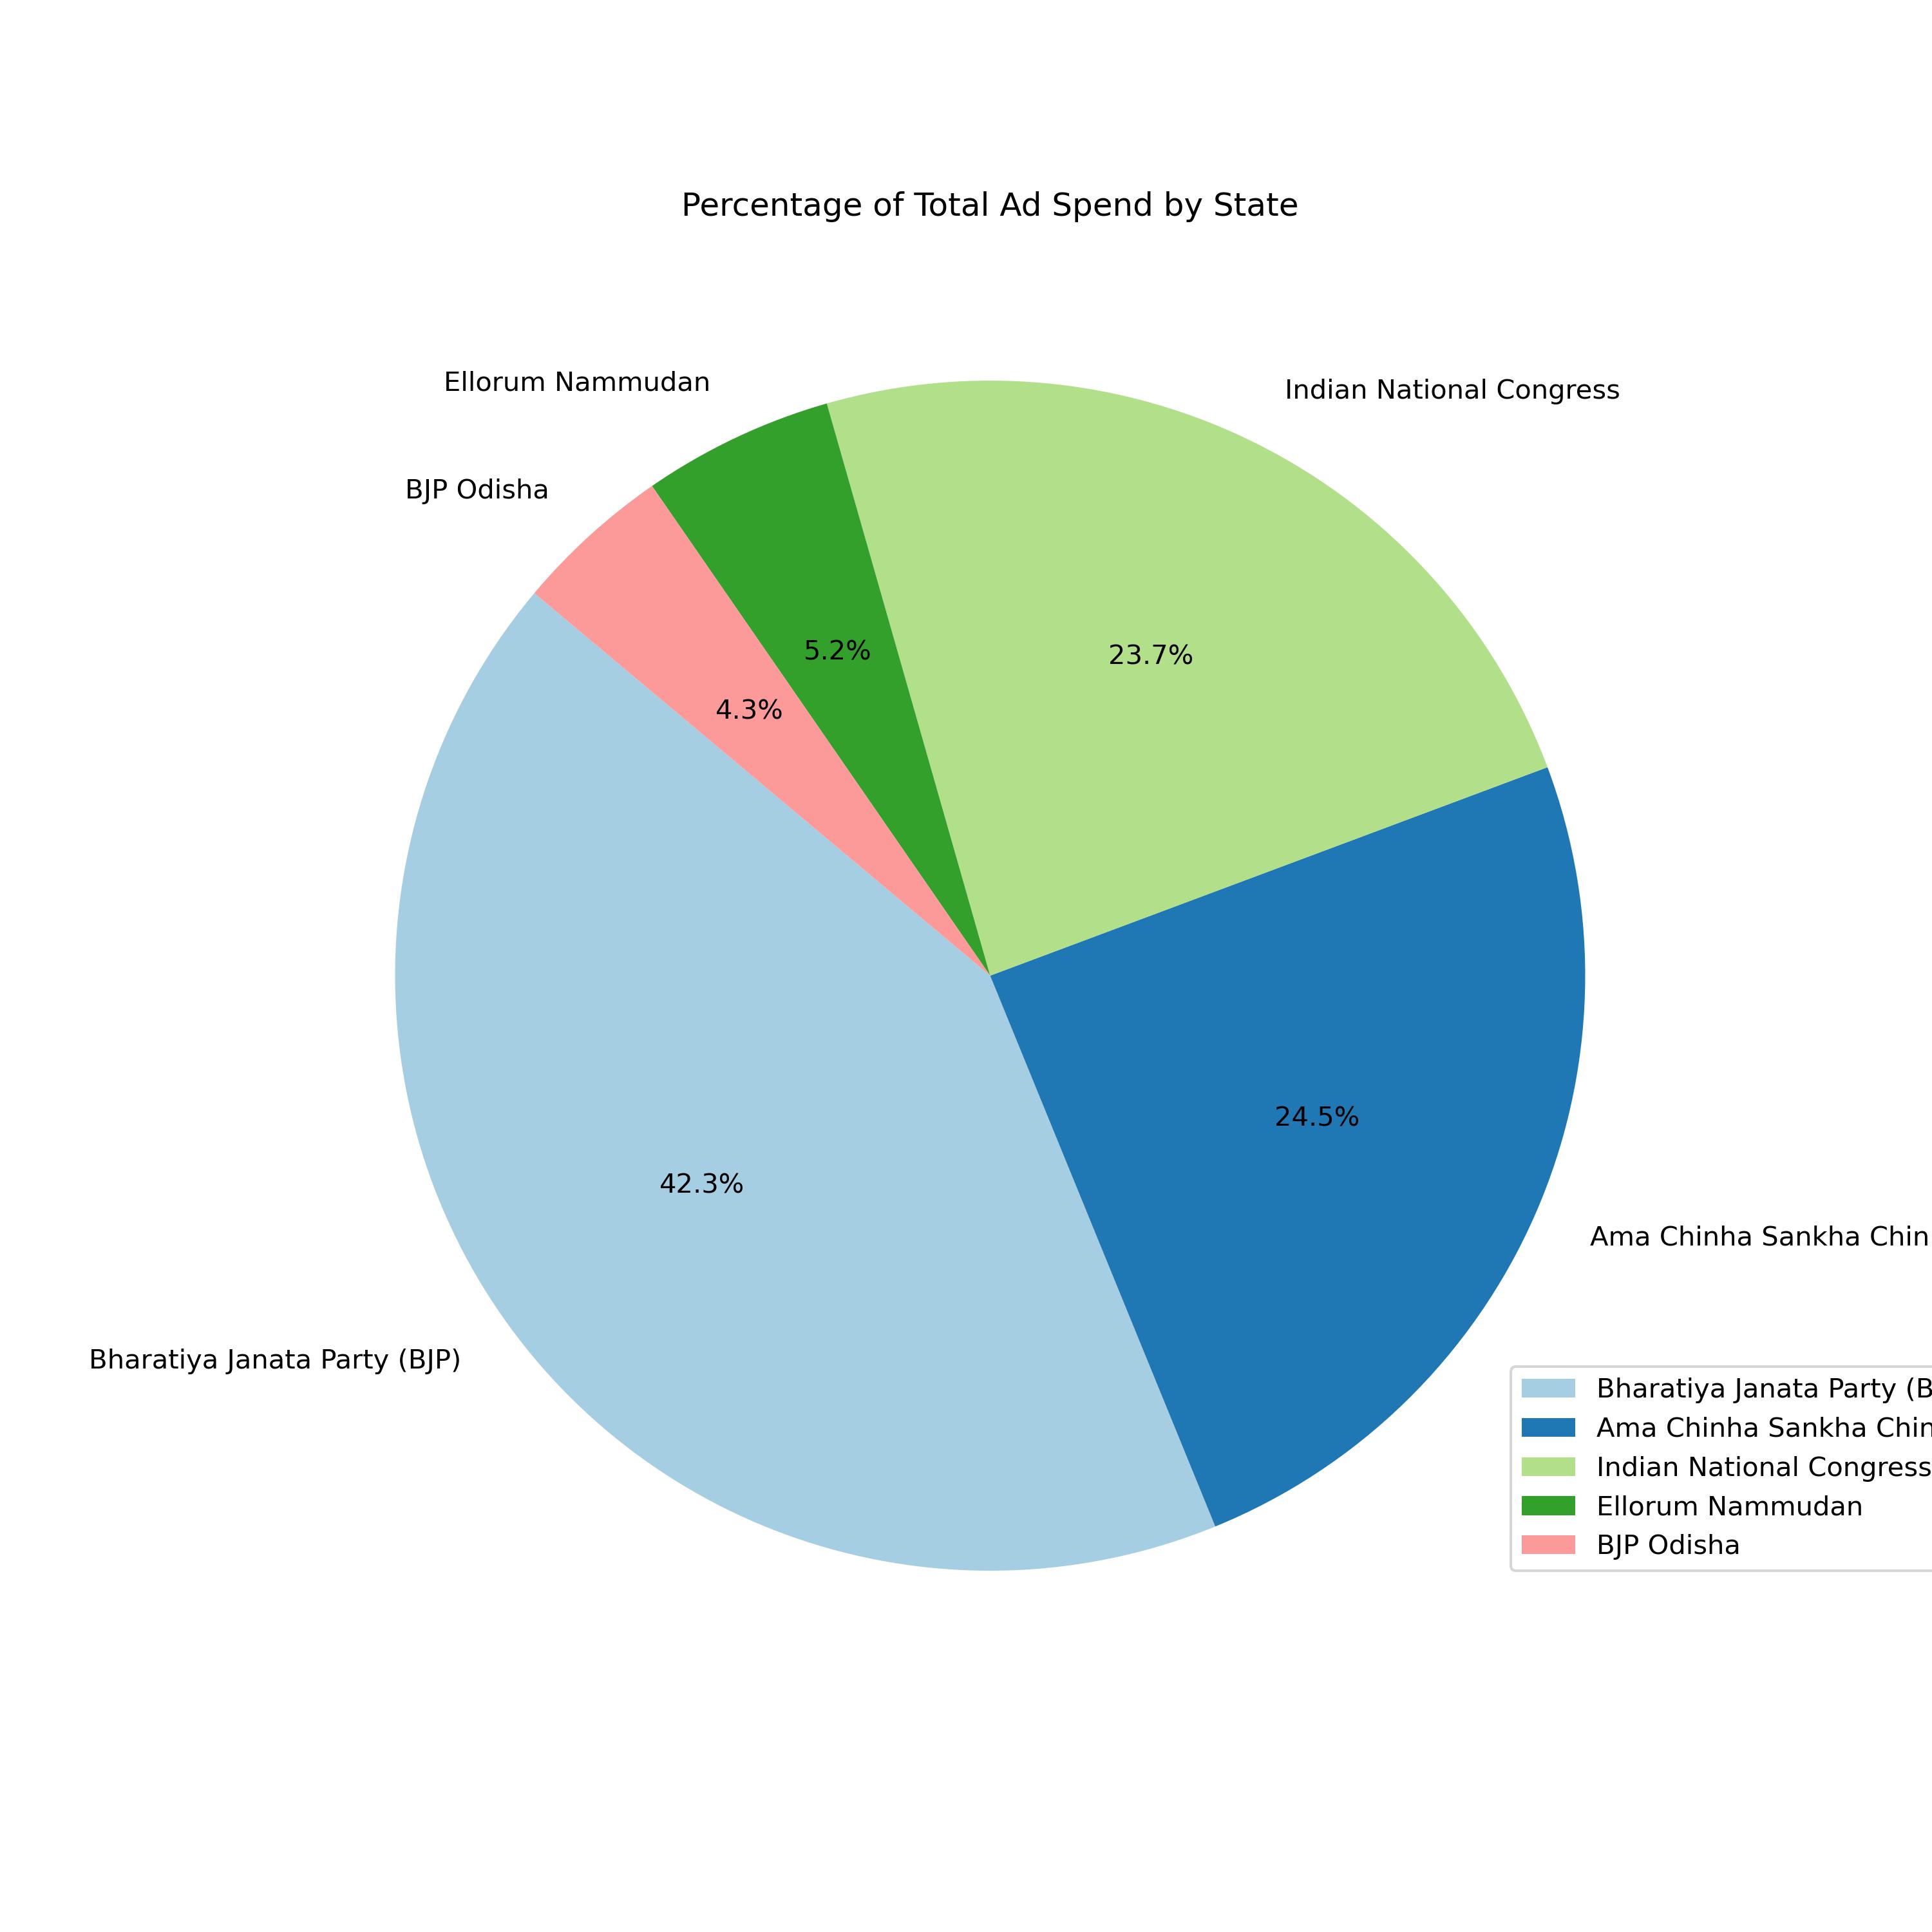 Percentage of Total Ad Spend by State
Ellorum Nammudan
Indian National Congress
BJP Odisha
5.2%
23.7%
4.3%
24.5%
42.3%
Ama Chinha Sankha Chin
Bharatiya Janata Party (BJP)
Bharatiya Janata Party (B
Ama Chinha Sankha Chin
Indian National Congress
Ellorum Nammudan
BJP Odisha